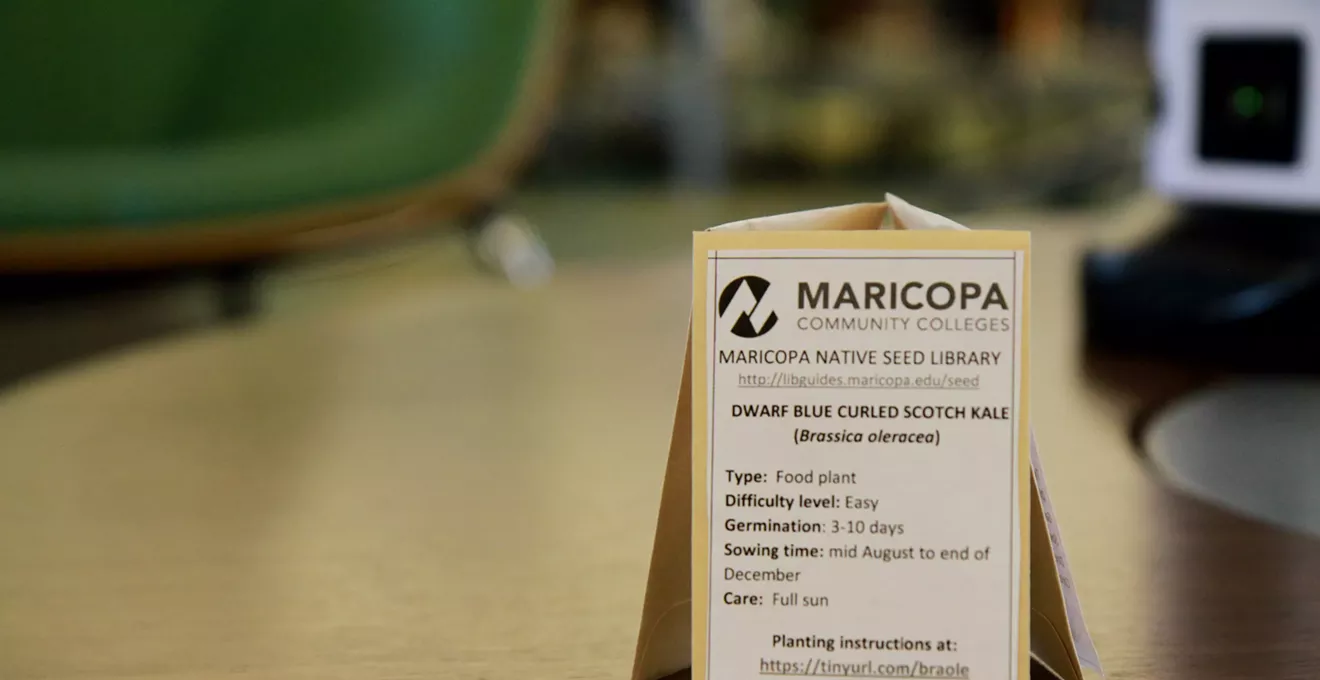 MARICOPA
COMMUNITY COLLEGES
MARICOPA NATIVE SEED LIBRARY
http://libguides.maricopa.edu/seed
DWARF BLUE CURLED SCOTCH KALE
(Brassica oleracea)
Type: Food plant
Difficulty level: Easy
Germination: 3-10 days
Sowing time: mid August to end of
December
Care: Full sun
Planting instructions at:
https://tinyurl.com/braole